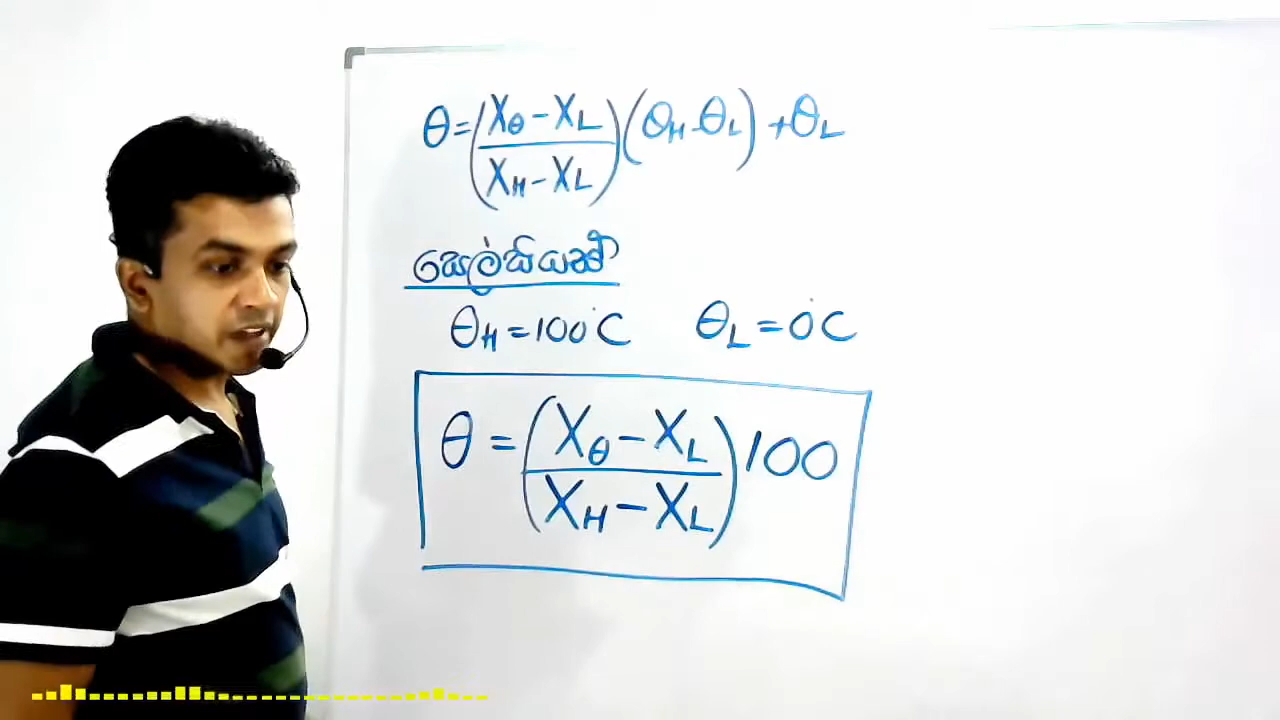 θ = (Xθ - XL / XH - XL) (θH - θL) + θL
සෙල්සියස්
θH = 100°C θL = 0°C
θ = (Xθ - XL / XH - XL) 100